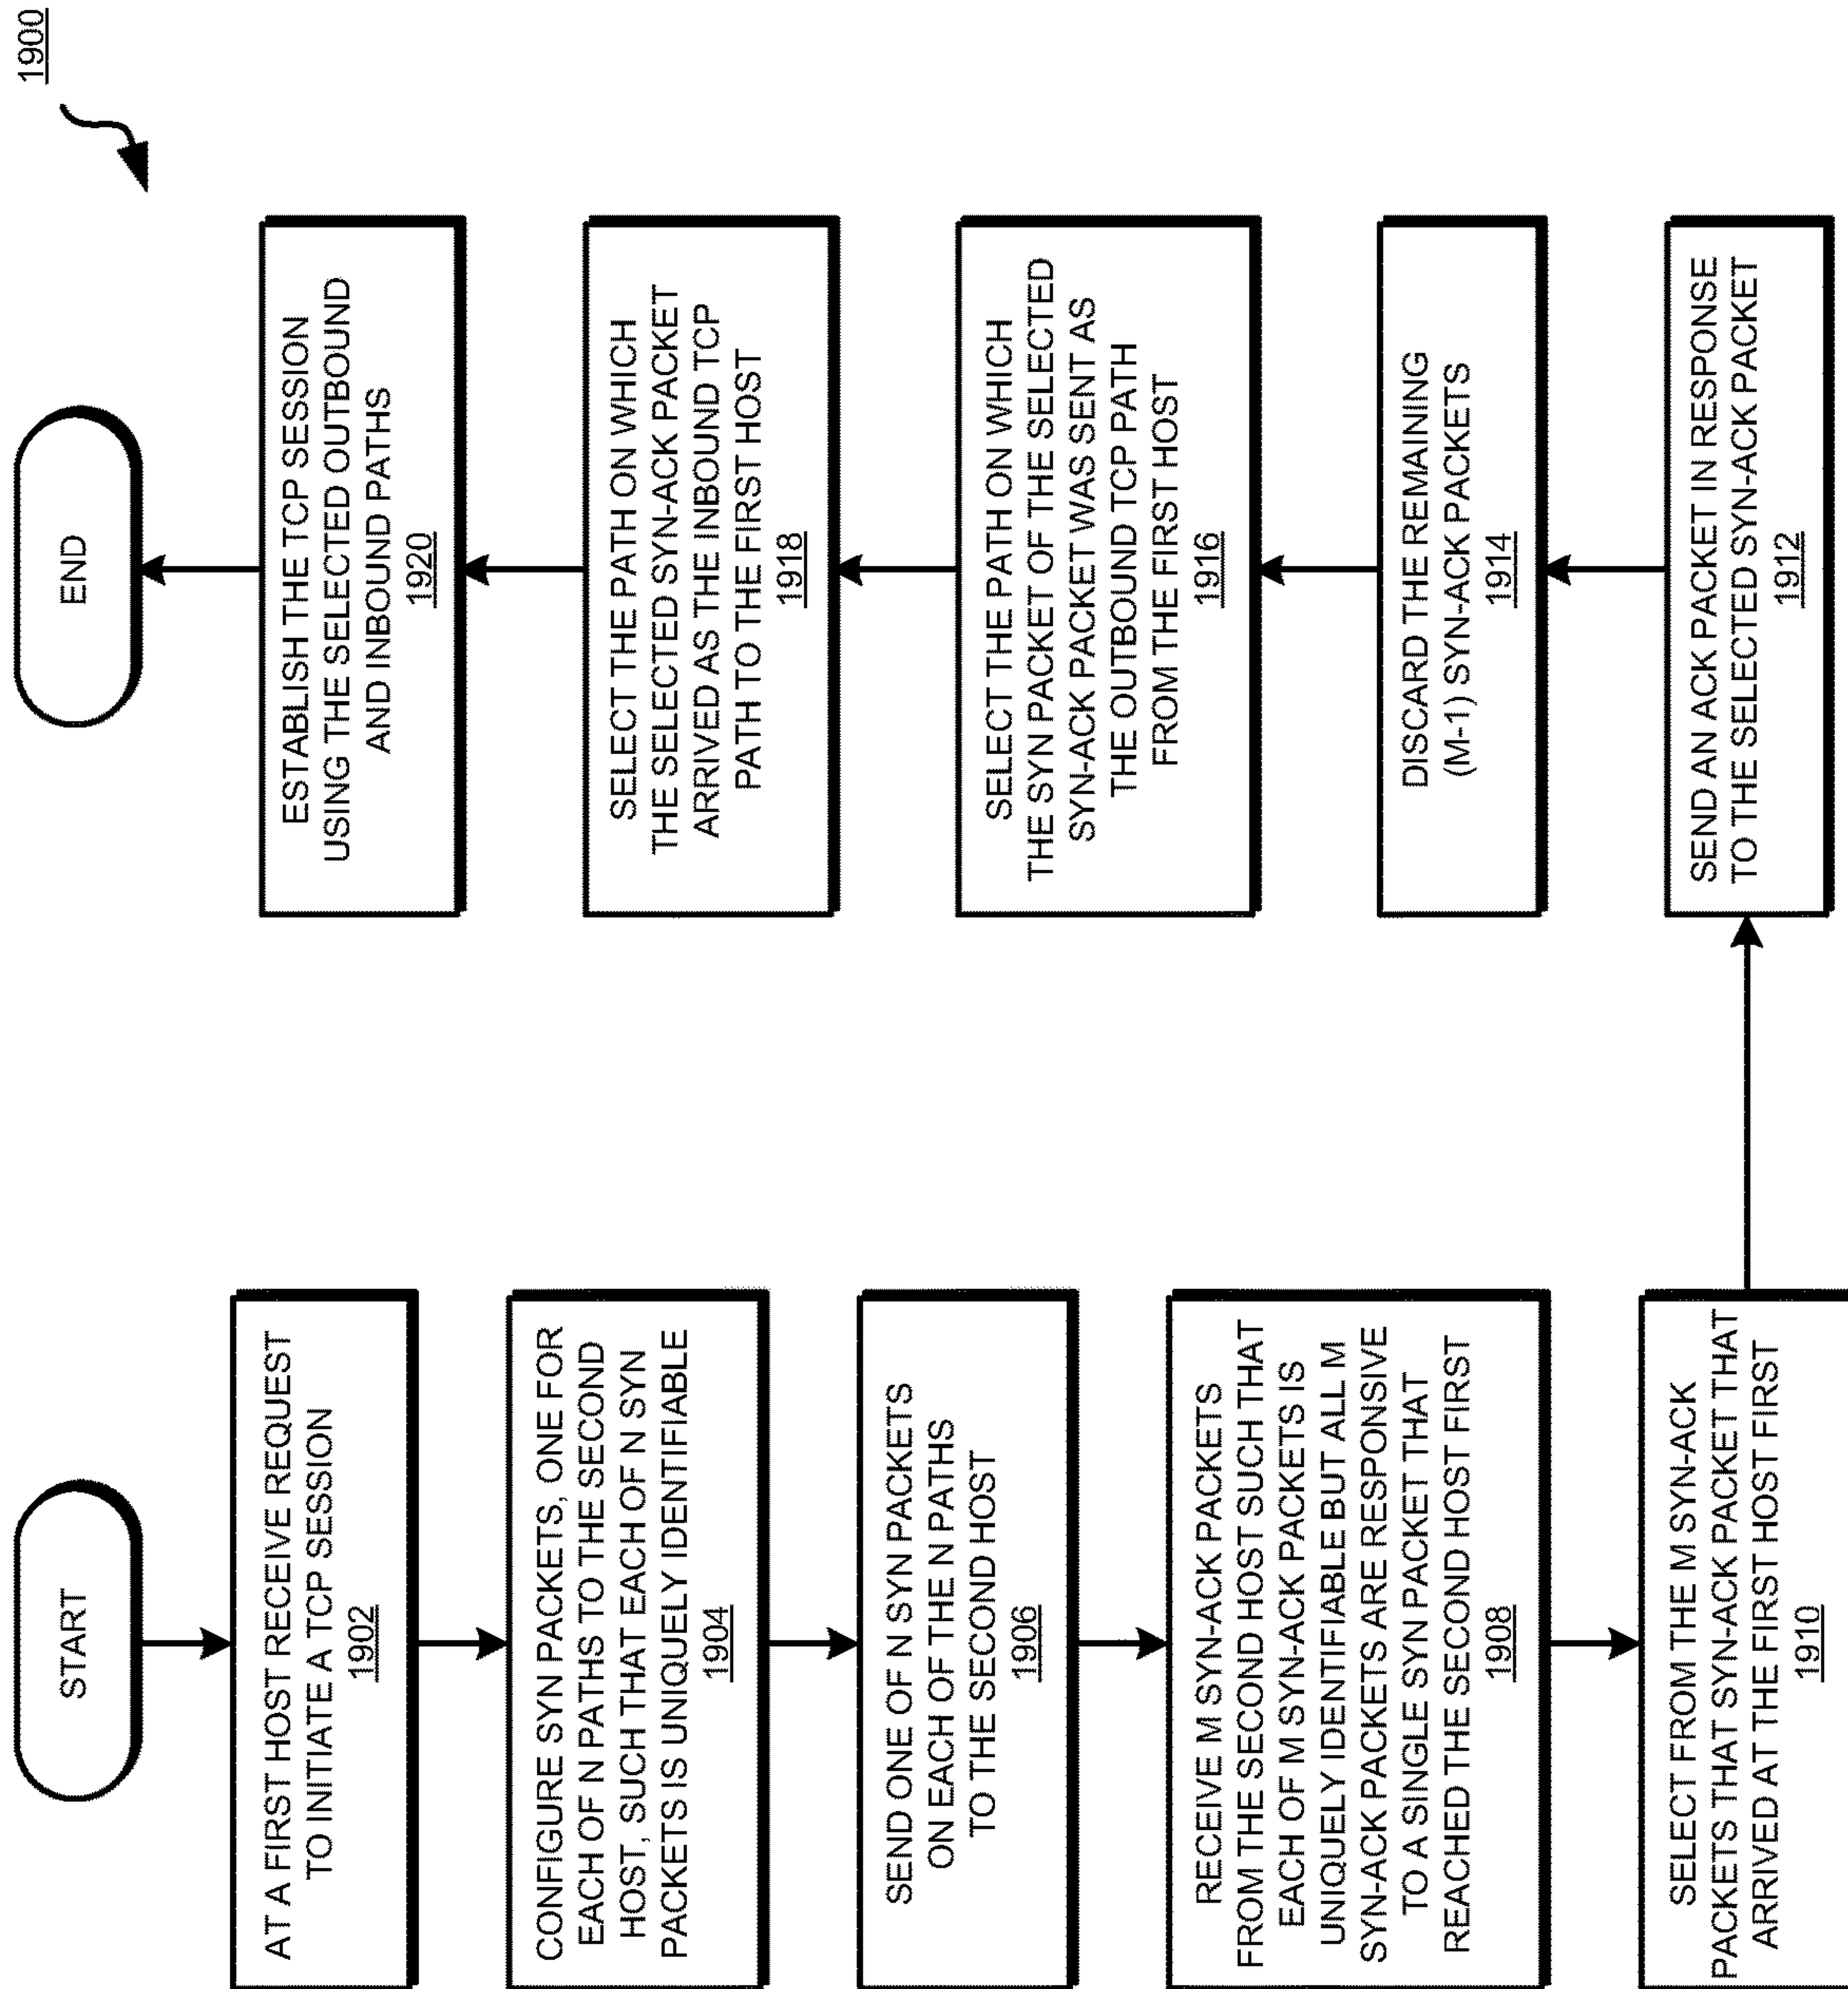 1900
START
AT A FIRST HOST RECEIVE REQUEST
TO INITIATE A TCP SESSION
1902
CONFIGURE SYN PACKETS, ONE FOR
EACH OF N PATHS TO THE SECOND
HOST, SUCH THAT EACH OF N SYN
PACKETS IS UNIQUELY IDENTIFIABLE
1904
SEND ONE OF N SYN PACKETS
ON EACH OF THE N PATHS
TO THE SECOND HOST
1906
RECEIVE M SYN-ACK PACKETS
FROM THE SECOND HOST SUCH THAT
EACH OF M SYN-ACK PACKETS IS
UNIQUELY IDENTIFIABLE BUT ALL M
SYN-ACK PACKETS ARE RESPONSIVE
TO A SINGLE SYN PACKET THAT
REACHED THE SECOND HOST FIRST
1908
SELECT FROM THE M SYN-ACK
PACKETS THAT SYN-ACK PACKET THAT
ARRIVED AT THE FIRST HOST FIRST
1910
SEND AN ACK PACKET IN RESPONSE
TO THE SELECTED SYN-ACK PACKET
1912
DISCARD THE REMAINING
(M-1) SYN-ACK PACKETS
1914
SELECT THE PATH ON WHICH
THE SYN PACKET OF THE SELECTED
SYN-ACK PACKET WAS SENT AS
THE OUTBOUND TCP PATH
FROM THE FIRST HOST
1916
SELECT THE PATH ON WHICH
THE SELECTED SYN-ACK PACKET
ARRIVED AS THE INBOUND TCP
PATH TO THE FIRST HOST
1918
ESTABLISH THE TCP SESSION
USING THE SELECTED OUTBOUND
AND INBOUND PATHS
1920
END